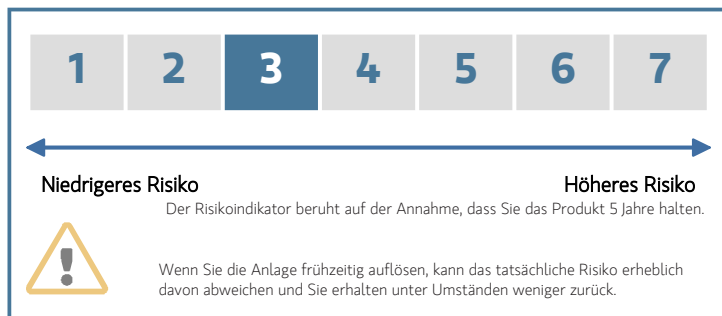 1 2 3 4 5 6 7
Niedrigeres Risiko Höheres Risiko
Der Risikoindikator beruht auf der Annahme, dass Sie das Produkt 5 Jahre halten.
Wenn Sie die Anlage frühzeitig auflösen, kann das tatsächliche Risiko erheblich
davon abweichen und Sie erhalten unter Umständen weniger zurück.